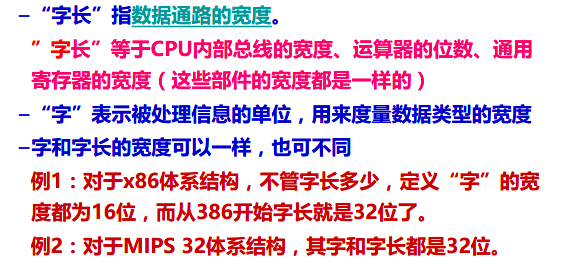 – “字长”指数据通路的宽度。
”字长”等于CPU内部总线的宽度、运算器的位数、通用
寄存器的宽度（这些部件的宽度都是一样的）
–“字”表示被处理信息的单位，用来度量数据类型的宽度
–字和字长的宽度可以一样，也可不同
例1：对于x86体系结构，不管字长多少，定义“字”的宽
度都为16位，而从386开始字长就是32位了。
例2：对于MIPS 32体系结构，其字和字长都是32位。